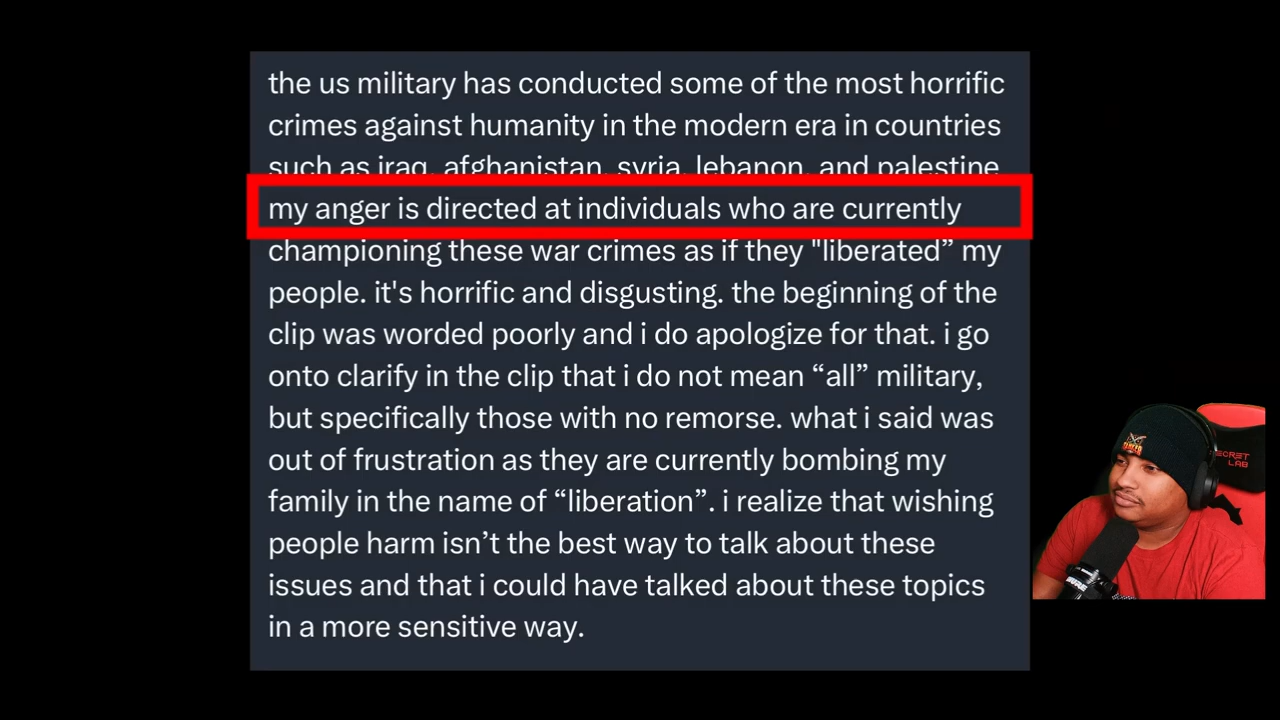 the us military has conducted some of the most horrific
crimes against humanity in the modern era in countries
such as iraq, afghanistan, syria, lebanon, and palestine
my anger is directed at individuals who are currently
championing these war crimes as if they "liberated” my
people. it's horrific and disgusting. the beginning of the
clip was worded poorly and i do apologize for that. i go
onto clarify in the clip that i do not mean “all” military,
but specifically those with no remorse. what i said was
out of frustration as they are currently bombing my
family in the name of “liberation”. i realize that wishing
people harm isn’t the best way to talk about these
issues and that i could have talked about these topics
in a more sensitive way.
SECRET
LAB